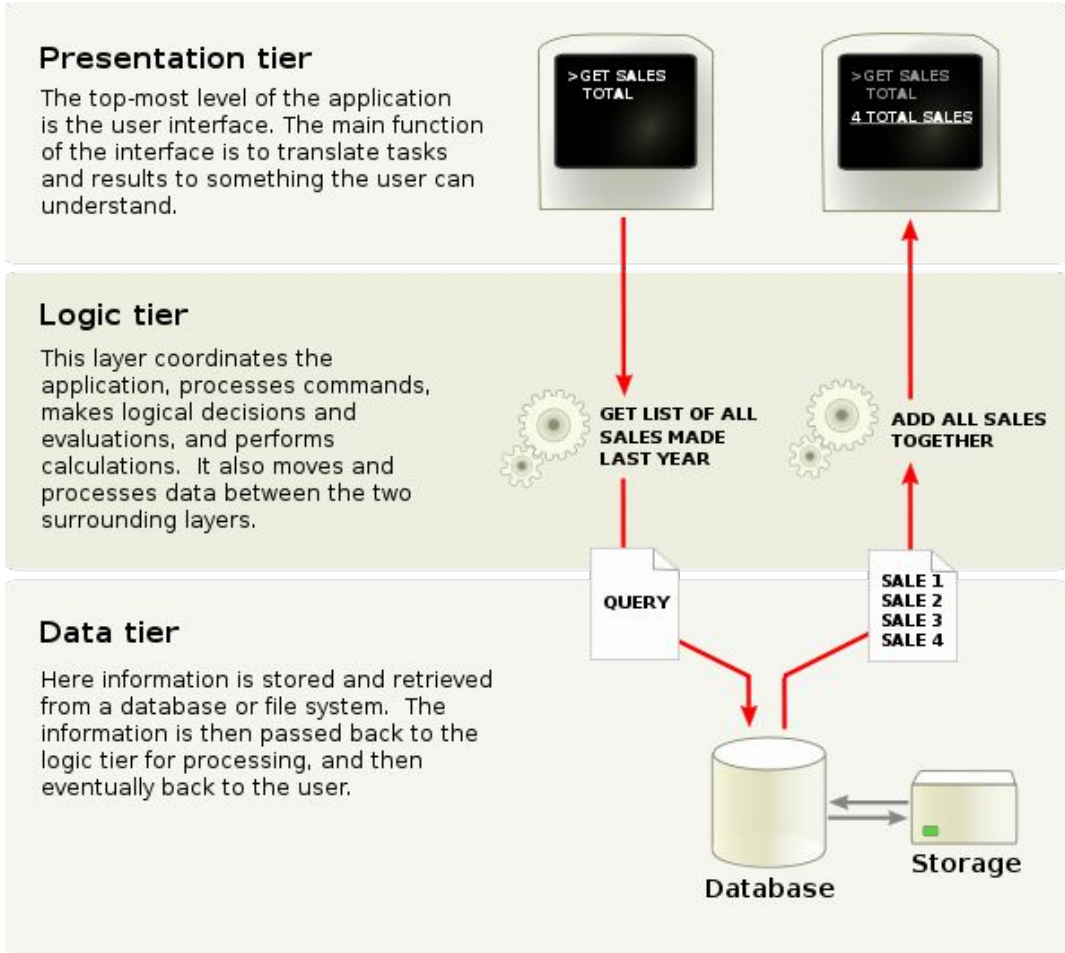 Presentation tier
The top-most level of the application
is the user interface. The main function
of the interface is to translate tasks
and results to something the user can
understand.
>GET SALES
TOTAL
>GET SALES
TOTAL
4 TOTAL SALES
Logic tier
This layer coordinates the
application, processes commands,
makes logical decisions and
evaluations, and performs
calculations.  It also moves and
processes data between the two
surrounding layers.
GET LIST OF ALL
SALES MADE
LAST YEAR
ADD ALL SALES
TOGETHER
QUERY
SALE 1
SALE 2
SALE 3
SALE 4
Data tier
Here information is stored and retrieved
from a database or file system.  The
information is then passed back to the
logic tier for processing, and then
eventually back to the user.
Database
Storage